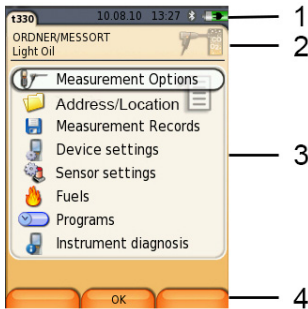 t330 10.08.10 13:27
1
ORDNER/MESSORT
2
Light Oil
Measurement Options
Address/Location
Measurement Records
3
Device settings
Sensor settings
Fuels
Programs
Instrument diagnosis
OK
4